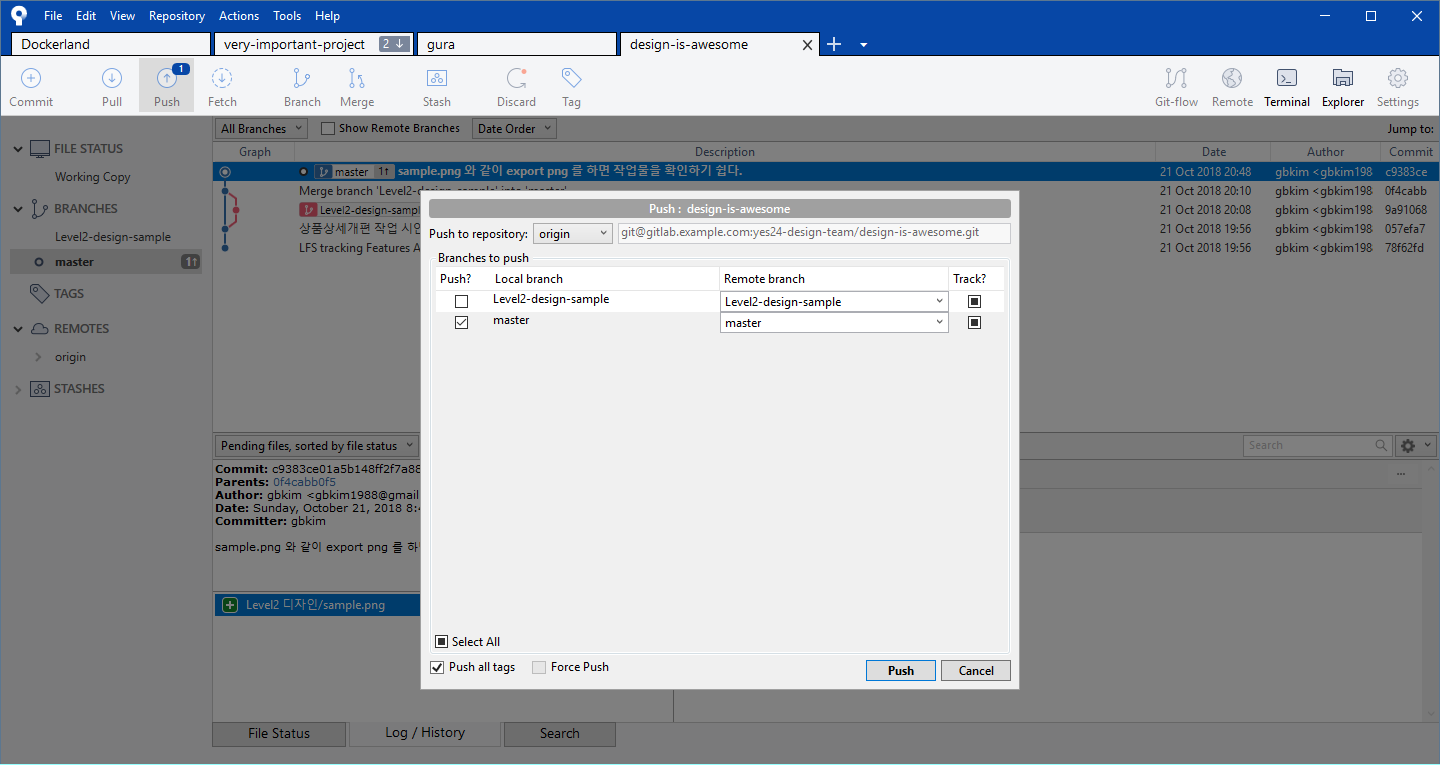 File Edit View Repository Actions Tools Help
Dockerland very-important-project 2 gura design-is-awesome
Commit Pull Push 1 Fetch Branch Merge Stash Discard Tag Git-flow Remote Terminal Explorer Settings
All Branches Show Remote Branches Date Order Jump to:
Graph Description Date Author Commit
master 1↑ sample.png 와 같이 export png 를 하면 작업물을 확인하기 쉽다. 21 Oct 2018 20:48 gbkim <gbkim198 c9383ce
Merge branch 'Level2-design-sample' into 'master' 21 Oct 2018 20:10 gbkim <gbkim198 0f4cabb
Level2-design-sampl 21 Oct 2018 20:08 gbkim <gbkim198 9a91068
상품상세개편 작업 시안 21 Oct 2018 19:56 gbkim <gbkim198 057efa7
LFS tracking Features A 21 Oct 2018 19:56 gbkim <gbkim198 78f62fd
FILE STATUS
Working Copy
BRANCHES
Level2-design-sample
master 1↑
TAGS
REMOTES
origin
STASHES
Push : design-is-awesome
Push to repository: origin git@gitlab.example.com:yes24-design-team/design-is-awesome.git
Branches to push
Push? Local branch Remote branch Track?
Level2-design-sample Level2-design-sample
master master
Select All
Push all tags Force Push Push Cancel
Pending files, sorted by file status Search
Commit: c9383ce01a5b148ff2f7a88
Parents: 0f4cabb0f5
Author: gbkim <gbkim1988@gmail
Date: Sunday, October 21, 2018 8:4
Committer: gbkim
sample.png 와 같이 export png 를 하
Level2 디자인/sample.png
File Status Log / History Search